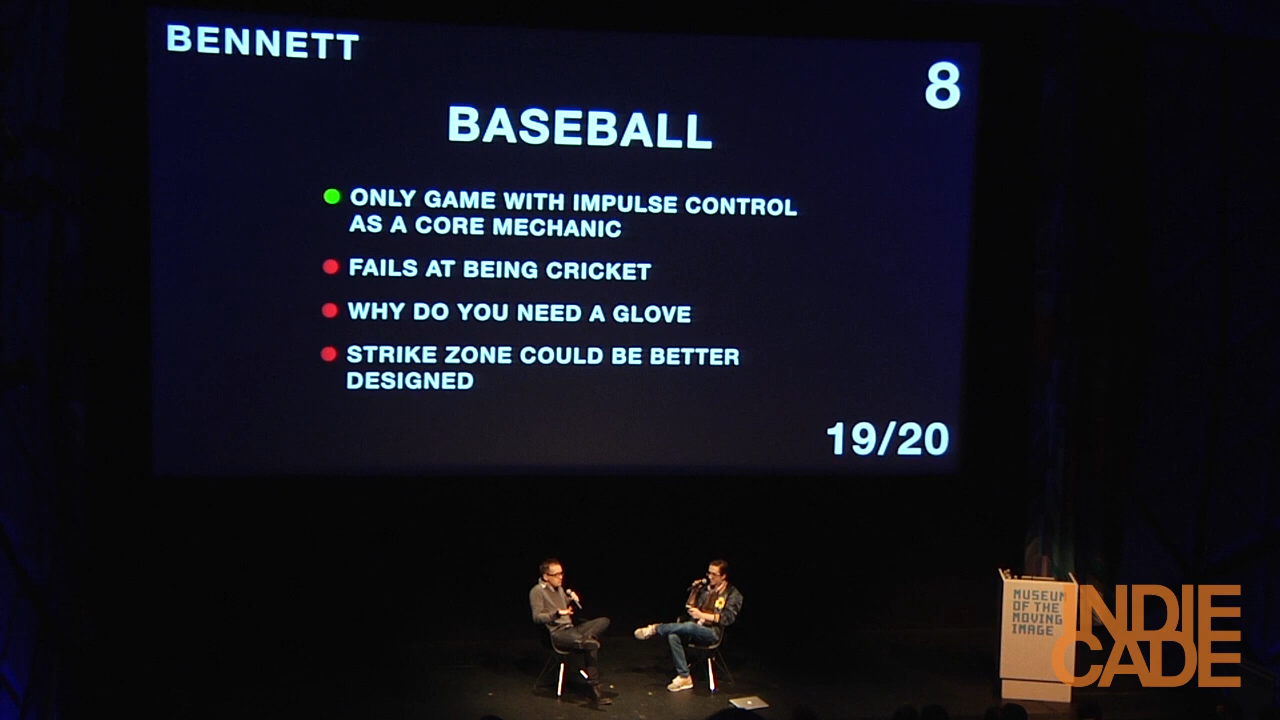 BENNETT
8
BASEBALL
ONLY GAME WITH IMPULSE CONTROL
AS A CORE MECHANIC
FAILS AT BEING CRICKET
WHY DO YOU NEED A GLOVE
STRIKE ZONE COULD BE BETTER
DESIGNED
19/20
MUSEUM
OF THE
MOVING
IMAGE
INDIE
CADE